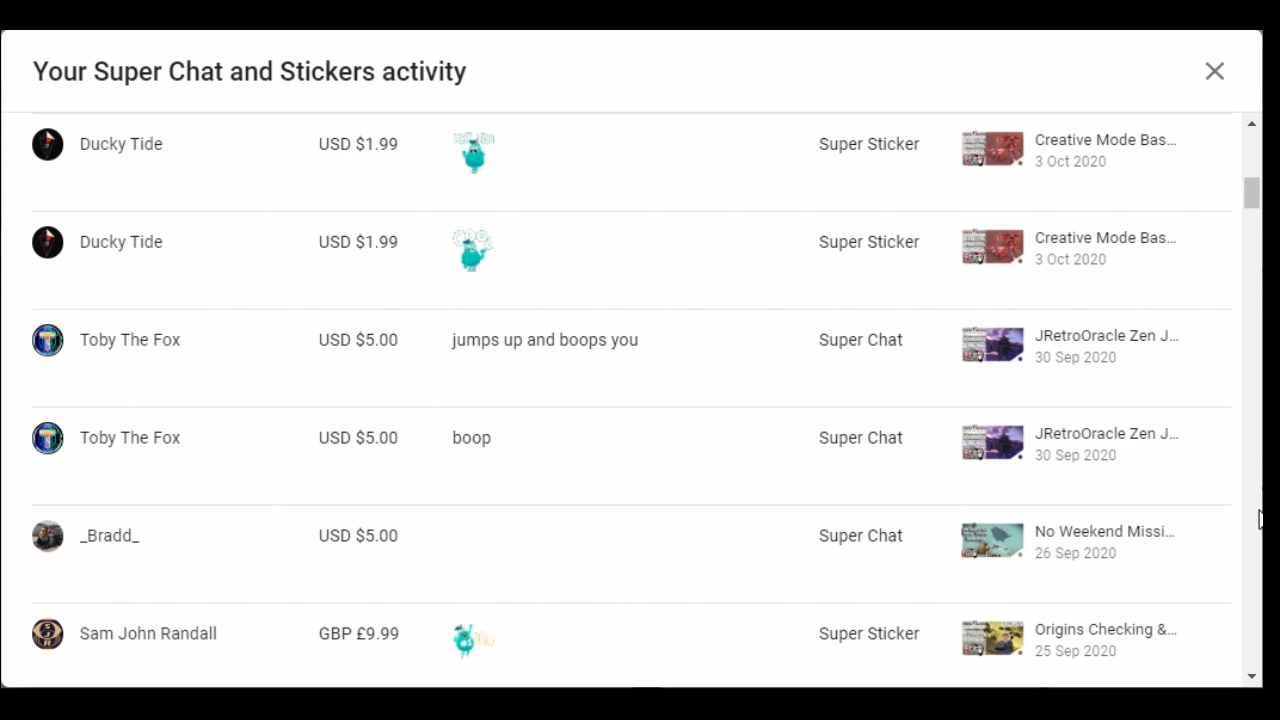 Your Super Chat and Stickers activity
Ducky Tide USD $1.99 Super Sticker Creative Mode Bas...
3 Oct 2020
Ducky Tide USD $1.99 Super Sticker Creative Mode Bas...
3 Oct 2020
Toby The Fox USD $5.00 jumps up and boops you Super Chat JRetroOracle Zen J...
30 Sep 2020
Toby The Fox USD $5.00 boop Super Chat JRetroOracle Zen J...
30 Sep 2020
_Bradd_ USD $5.00 Super Chat No Weekend Missi...
26 Sep 2020
Sam John Randall GBP £9.99 Super Sticker Origins Checking &...
25 Sep 2020